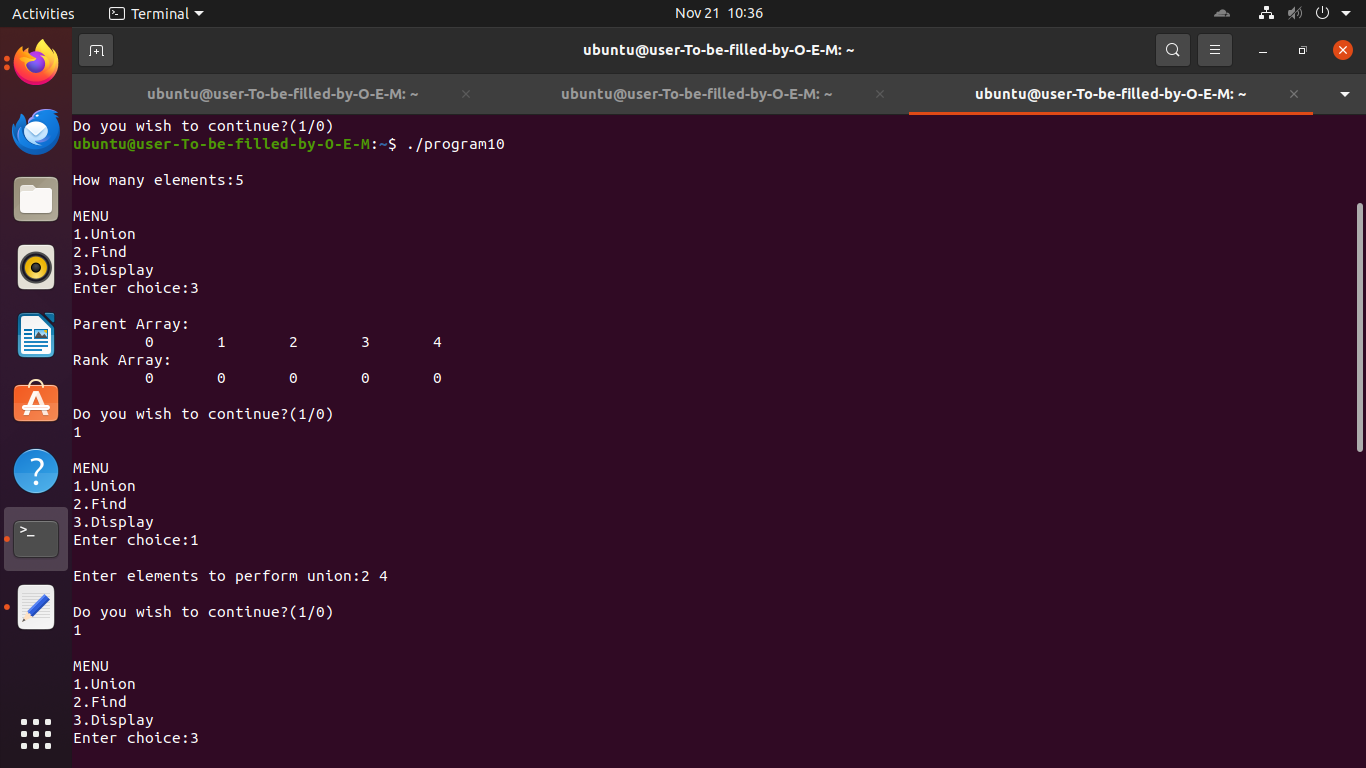 Activities Terminal Nov 21 10:36
ubuntu@user-To-be-filled-by-O-E-M: ~
ubuntu@user-To-be-filled-by-O-E-M: ~ ubuntu@user-To-be-filled-by-O-E-M: ~ ubuntu@user-To-be-filled-by-O-E-M: ~
Do you wish to continue?(1/0)
ubuntu@user-To-be-filled-by-O-E-M:~$ ./program10
How many elements:5
MENU
1.Union
2.Find
3.Display
Enter choice:3
Parent Array:
0 1 2 3 4
Rank Array:
0 0 0 0 0
Do you wish to continue?(1/0)
1
MENU
1.Union
2.Find
3.Display
Enter choice:1
Enter elements to perform union:2 4
Do you wish to continue?(1/0)
1
MENU
1.Union
2.Find
3.Display
Enter choice:3